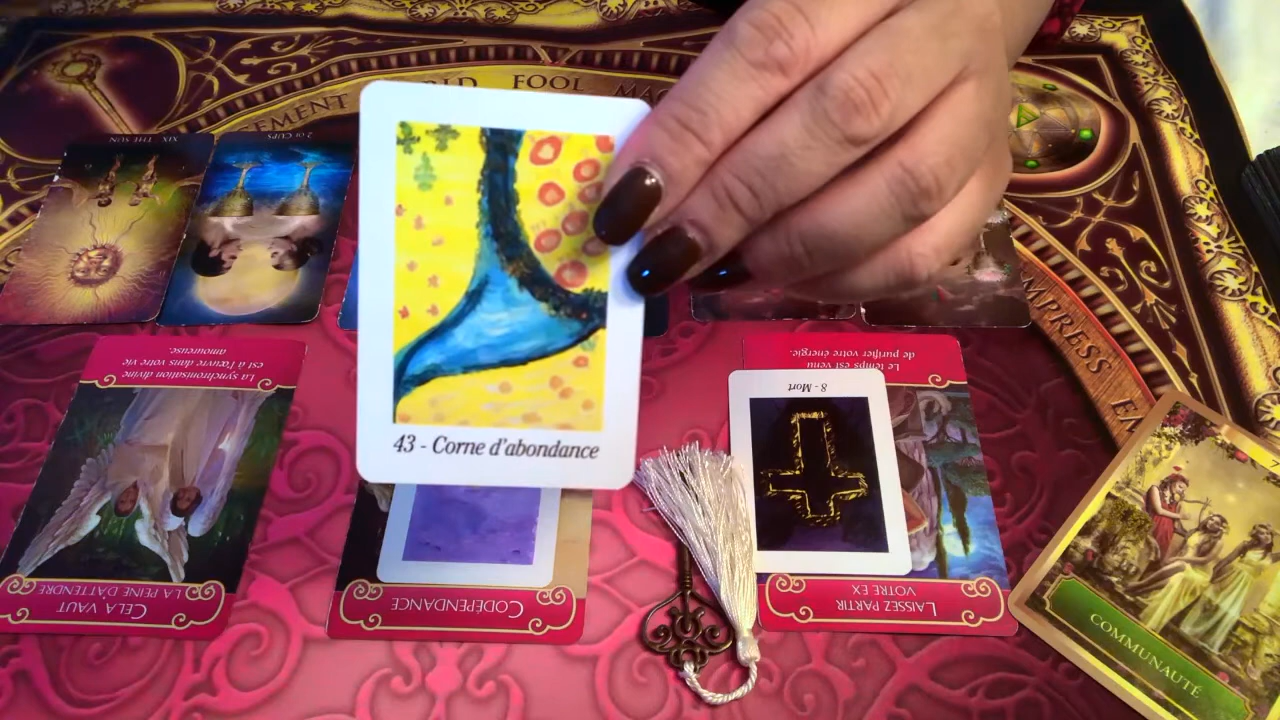 FOOL
XIX THE SUN
2 OF CUPS
EMPRESS
La synchronisation divine
est à l'œuvre dans votre vie
amoureuse.
43 - Corne d'abondance
Le temps est venu
de purifier votre énergie.
8 - Mort
CELA VAUT
LA PEINE D'ATTENDRE
CODÉPENDANCE
LAISSEZ PARTIR
VOTRE EX
COMMUNAUTÉ